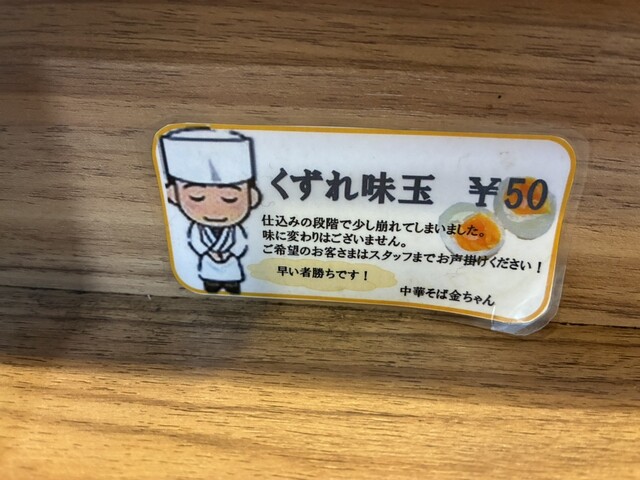 くずれ味玉 ￥50
仕込みの段階で少し崩れてしまいました。
味に変わりはございません。
ご希望のお客さまはスタッフまでお声掛けください！
早い者勝ちです！
中華そば金ちゃん